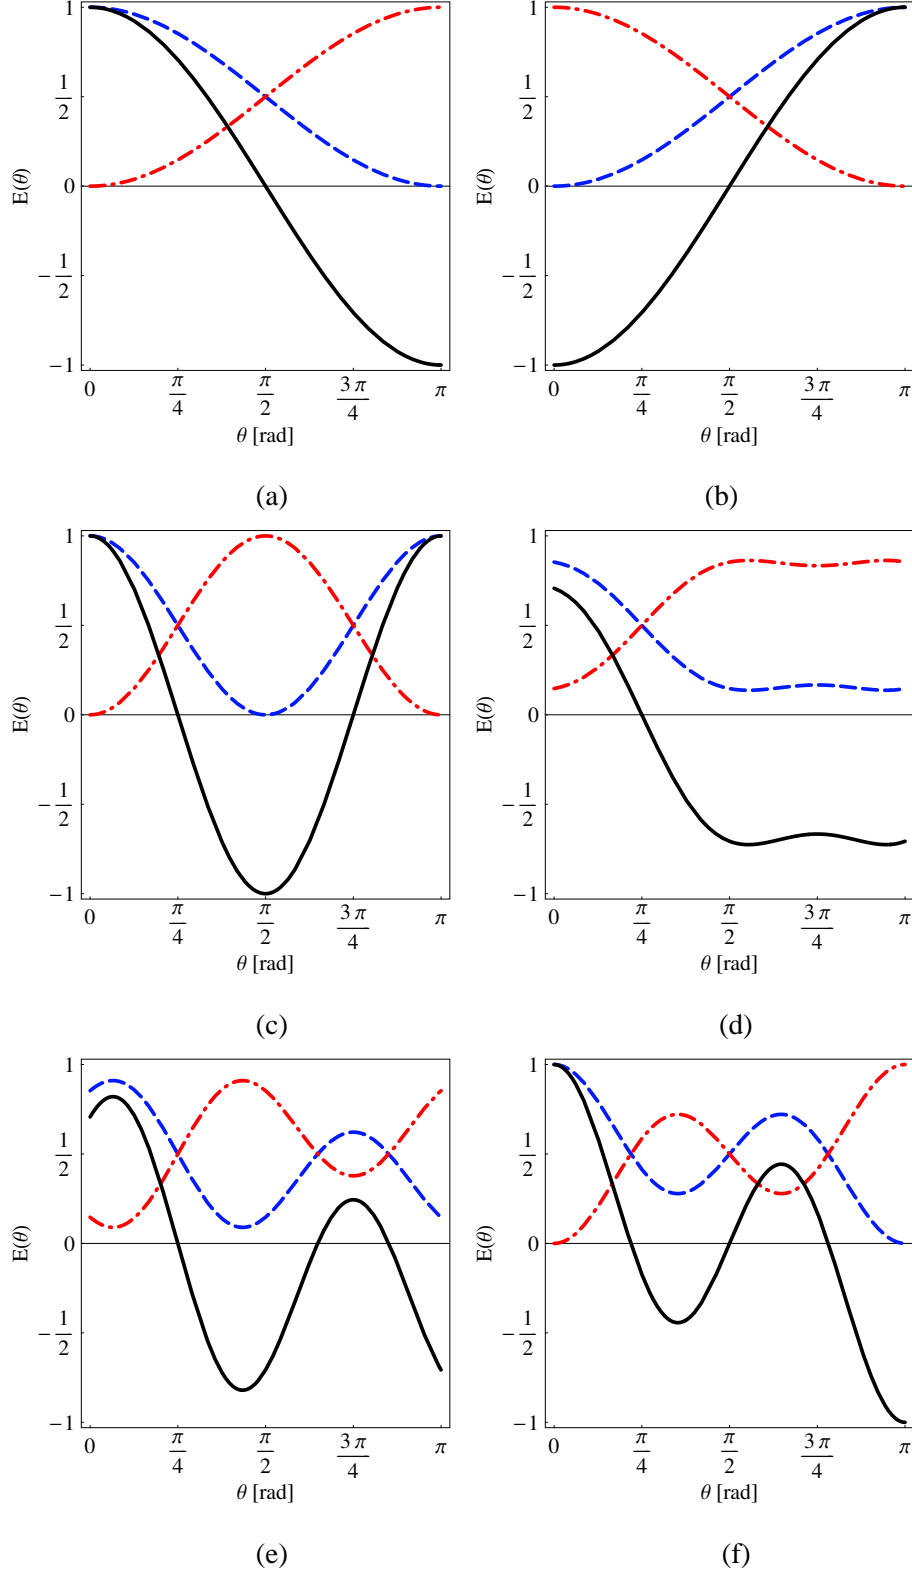 1
1/2
0
−1/2
−1
E(θ)
0 π/4 π/2 3π/4 π
θ [rad]
(a)
1
1/2
0
−1/2
−1
E(θ)
0 π/4 π/2 3π/4 π
θ [rad]
(b)
1
1/2
0
−1/2
−1
E(θ)
0 π/4 π/2 3π/4 π
θ [rad]
(c)
1
1/2
0
−1/2
−1
E(θ)
0 π/4 π/2 3π/4 π
θ [rad]
(d)
1
1/2
0
−1/2
−1
E(θ)
0 π/4 π/2 3π/4 π
θ [rad]
(e)
1
1/2
0
−1/2
−1
E(θ)
0 π/4 π/2 3π/4 π
θ [rad]
(f)